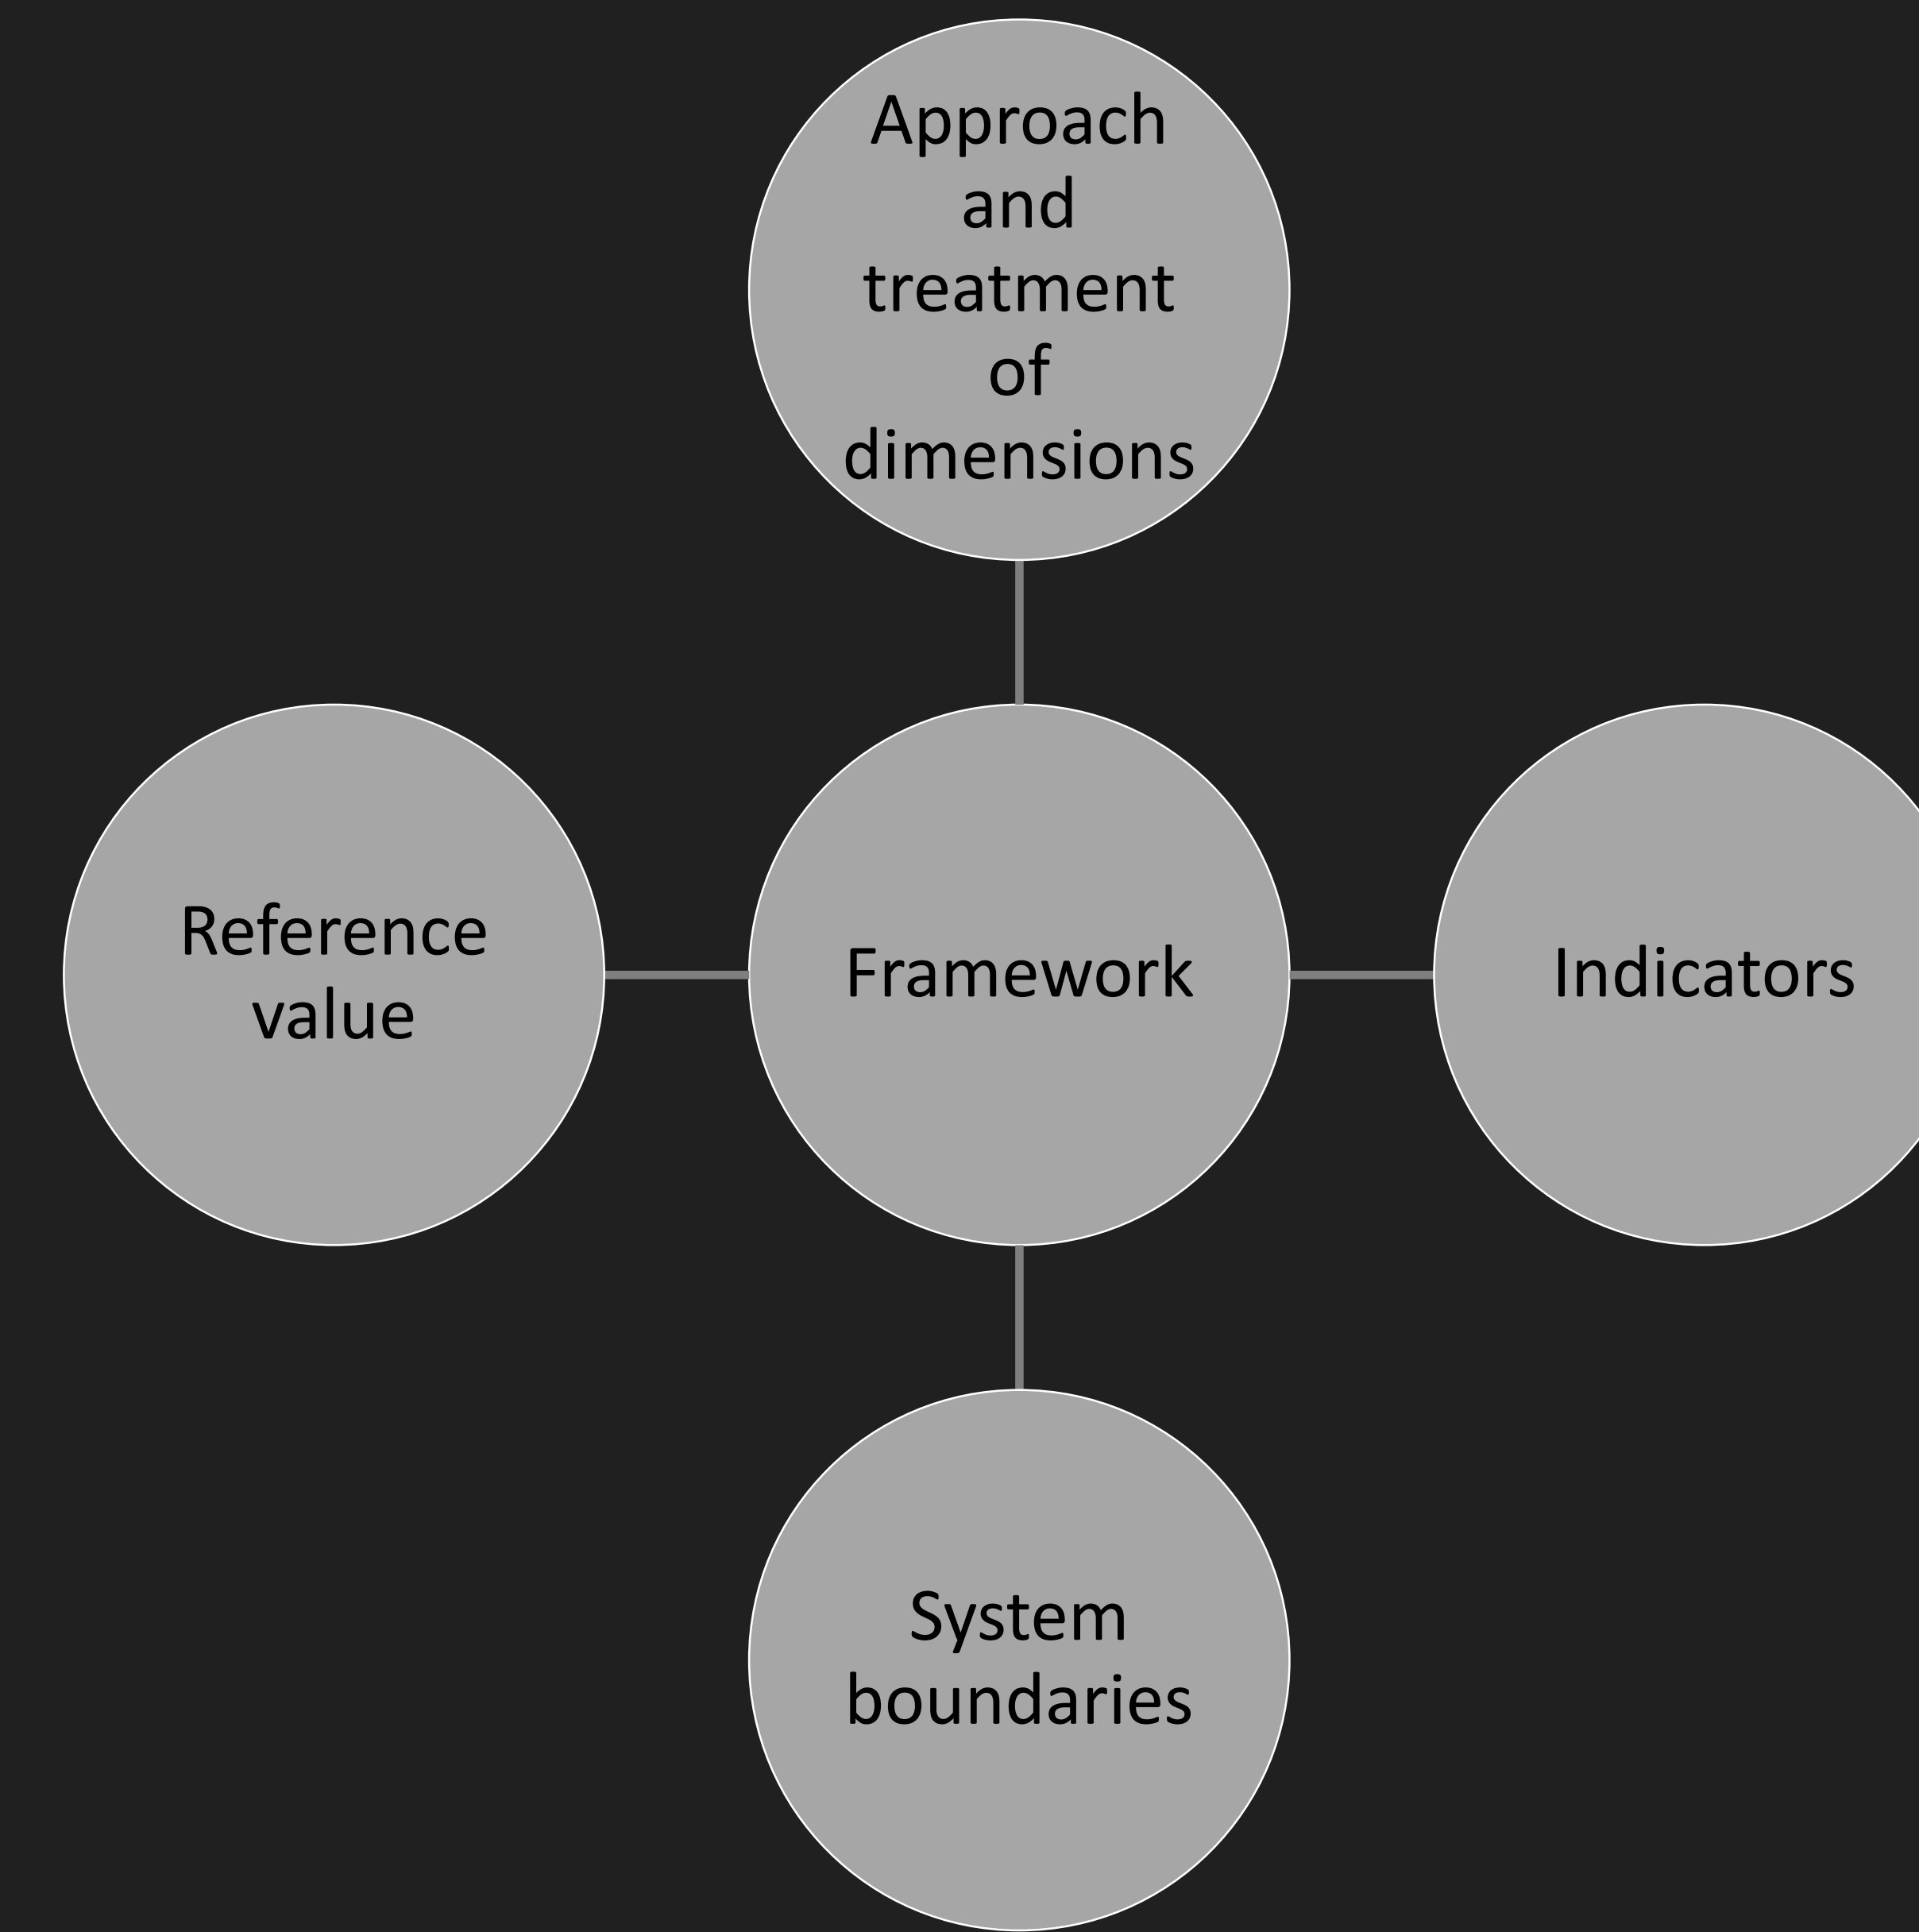 Approach
and
treatment
of
dimensions
Reference
value
Framework
Indicators
System
boundaries